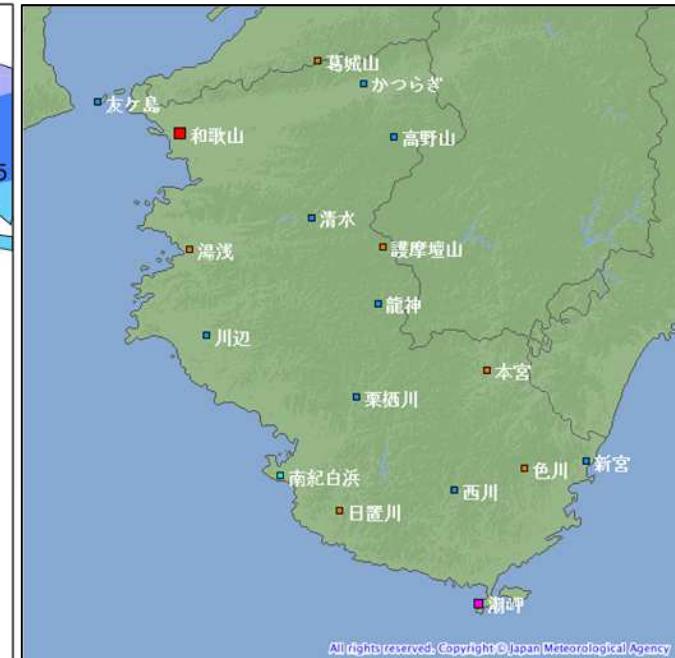 葛城山
かつらぎ
友ケ島
5
和歌山
高野山
清水
湯浅
護摩壇山
龍神
川辺
本宮
栗栖川
色川
新宮
南紀白浜
西川
日置川
潮岬
All rights reserved. Copyright © Japan Meteorological Agency